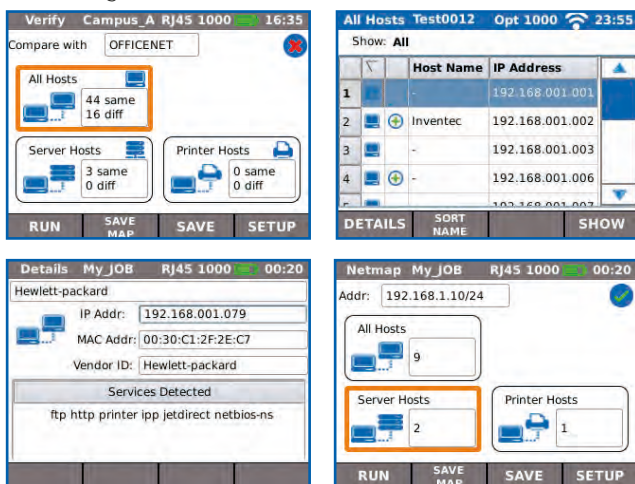 Verify Campus_A RJ45 1000 16:35
Compare with OFFICENET
All Hosts
44 same
16 diff
Server Hosts
3 same
0 diff
Printer Hosts
0 same
0 diff
RUN SAVE MAP SAVE SETUP
All Hosts Test0012 Opt 1000 23:55
Show: All
Host Name IP Address
1 - 192.168.001.001
2 Inventec 192.168.001.002
3 - 192.168.001.003
4 - 192.168.001.006
DETAILS SORT NAME SHOW
Details My_JOB RJ45 1000 00:20
Hewlett-packard
IP Addr: 192.168.001.079
MAC Addr: 00:30:C1:2F:2E:C7
Vendor ID: Hewlett-packard
Services Detected
ftp http printer ipp jetdirect netbios-ns
Netmap My_JOB RJ45 1000 00:20
Addr: 192.168.1.10/24
All Hosts
9
Server Hosts
2
Printer Hosts
1
RUN SAVE MAP SAVE SETUP